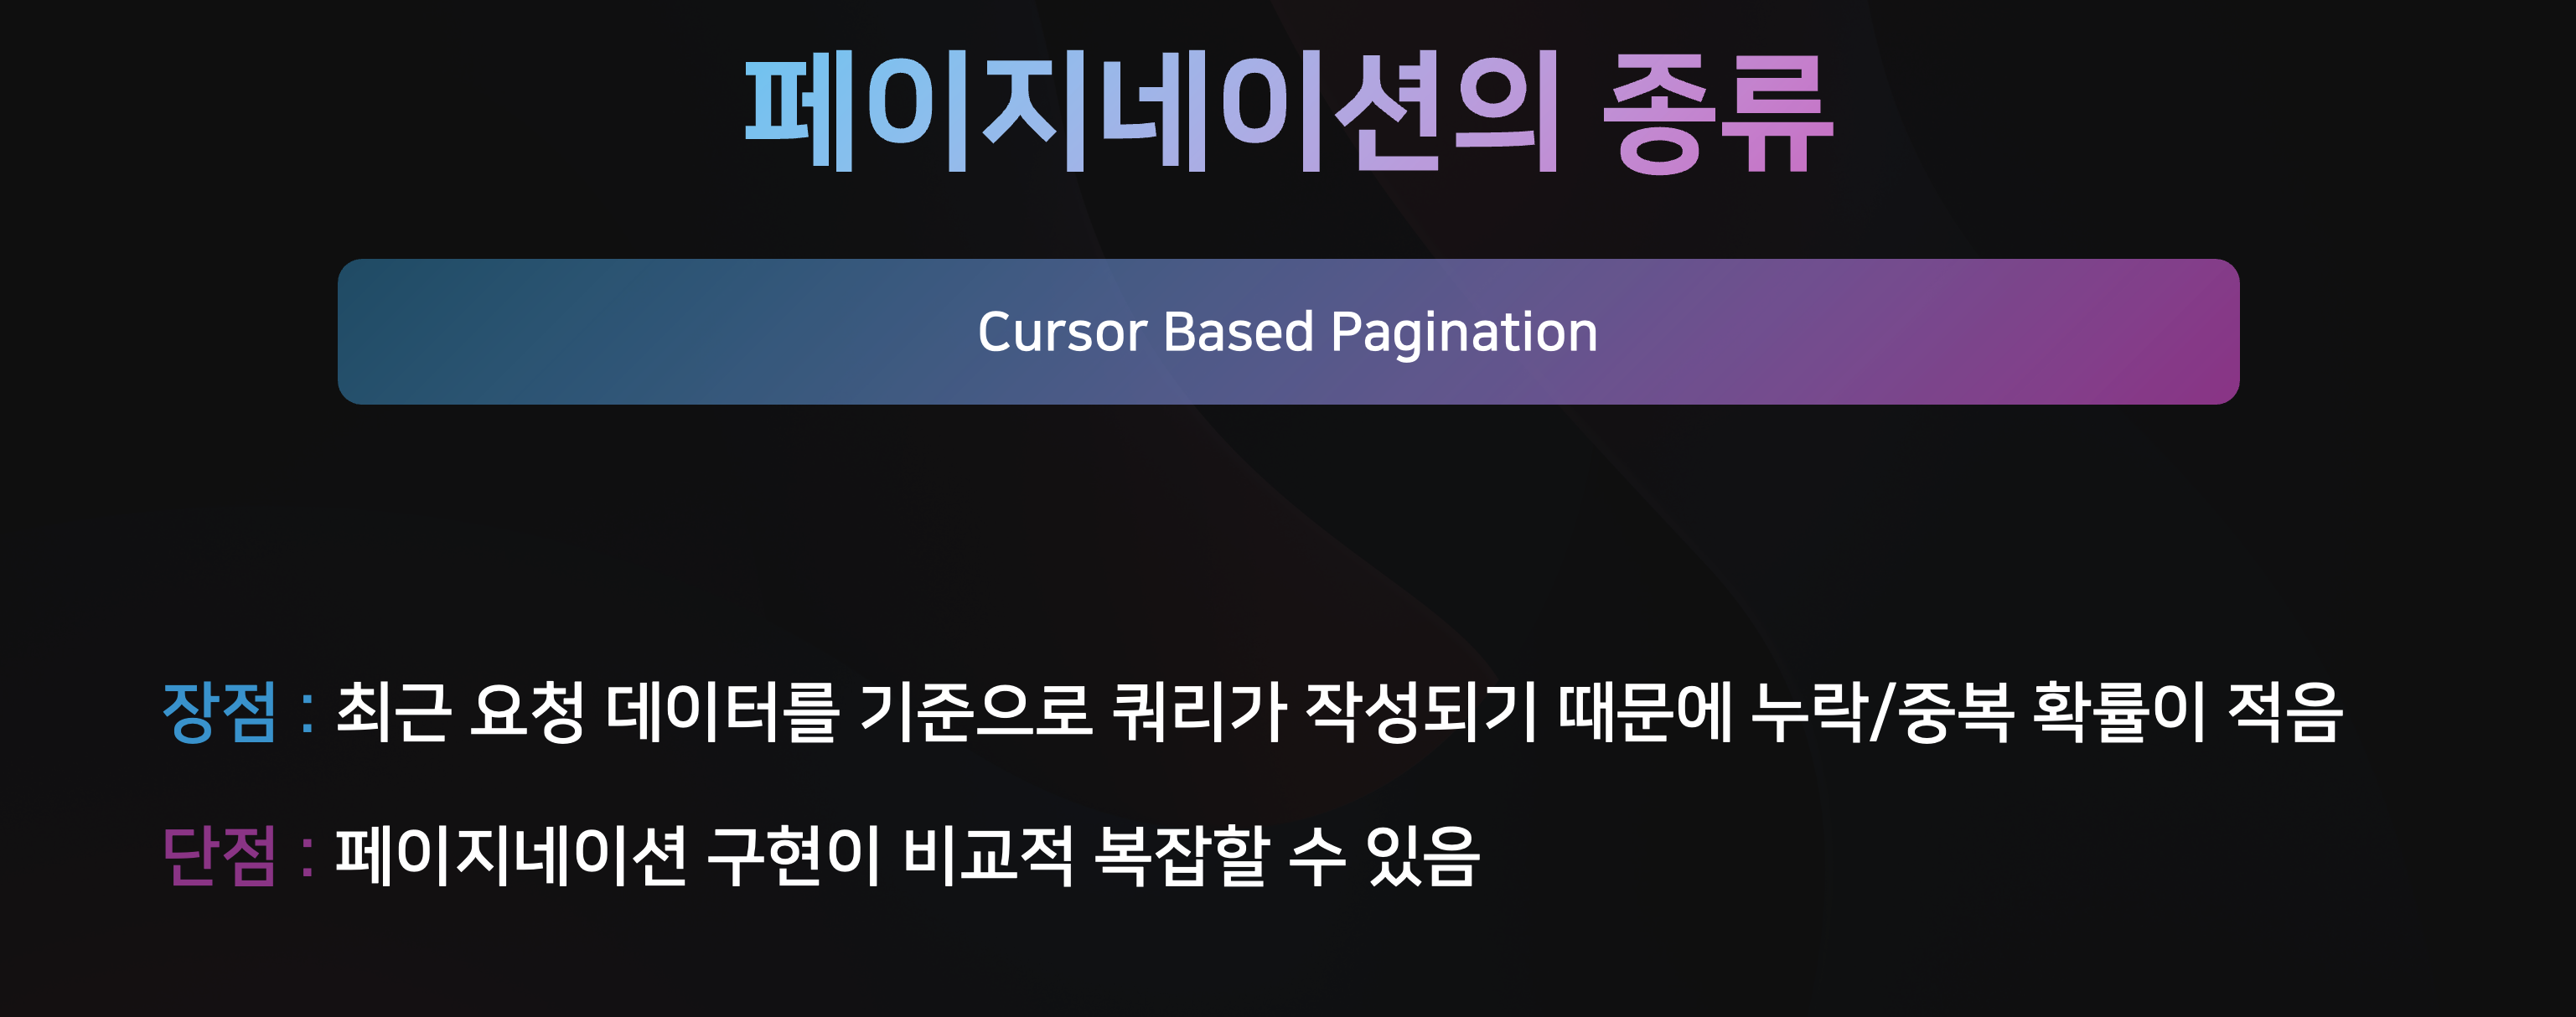 페이지네이션의 종류
Cursor Based Pagination
장점 : 최근 요청 데이터를 기준으로 쿼리가 작성되기 때문에 누락/중복 확률이 적음
단점 : 페이지네이션 구현이 비교적 복잡할 수 있음